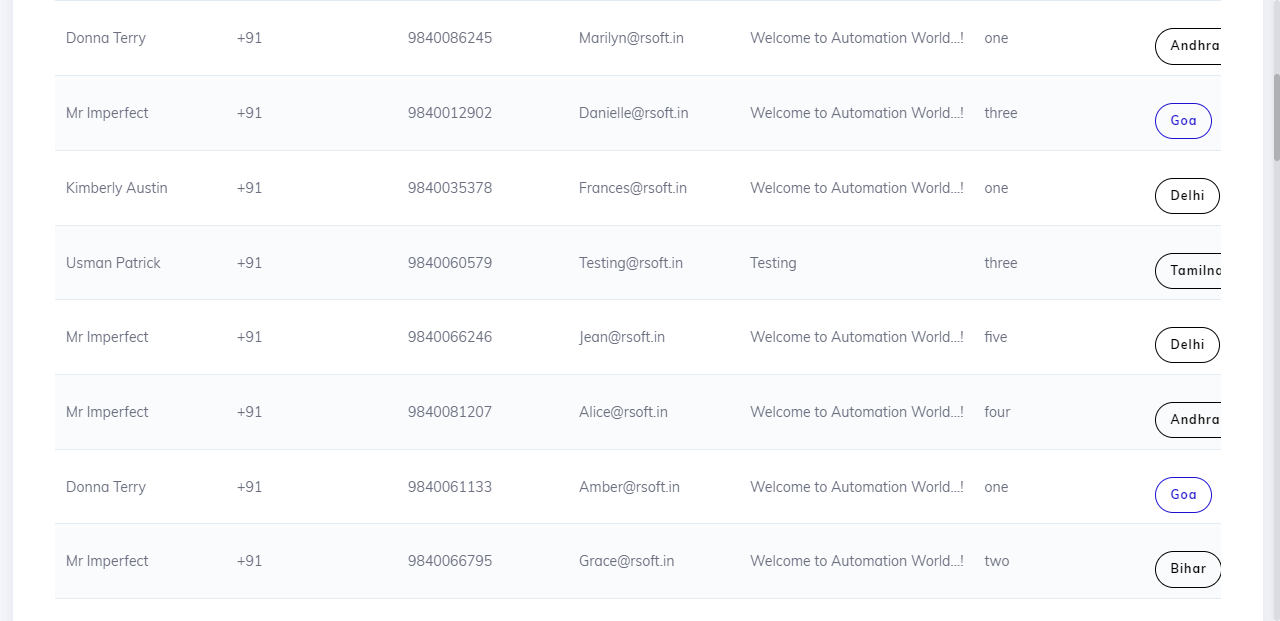 Donna Terry +91 9840086245 Marilyn@rsoft.in Welcome to Automation World...! one Andhra
Mr Imperfect +91 9840012902 Danielle@rsoft.in Welcome to Automation World...! three Goa
Kimberly Austin +91 9840035378 Frances@rsoft.in Welcome to Automation World...! one Delhi
Usman Patrick +91 9840060579 Testing@rsoft.in Testing three
Mr Imperfect +91 9840066246 Jean@rsoft.in Welcome to Automation World...! five Delhi
Mr Imperfect +91 9840081207 Alice@rsoft.in Welcome to Automation World...! four Andhra
Donna Terry +91 9840061133 Amber@rsoft.in Welcome to Automation World...! one Goa
Mr Imperfect +91 9840066795 Grace@rsoft.in Welcome to Automation World...! two Bihar